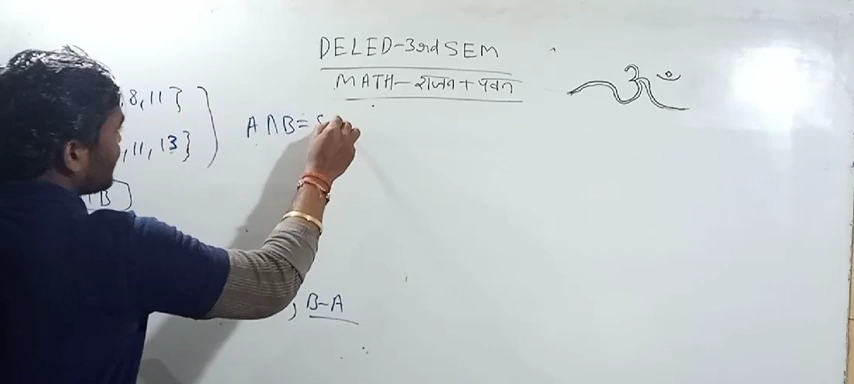 DELED-3rd SEM
MATH- राजन + पवन
8, 11}
A∩B= {
, 11, 13}
B}
, B-A